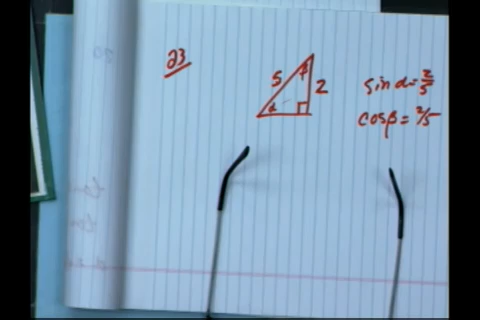 23
5
β
2
α
sin α = 2/5
cos β = 2/5